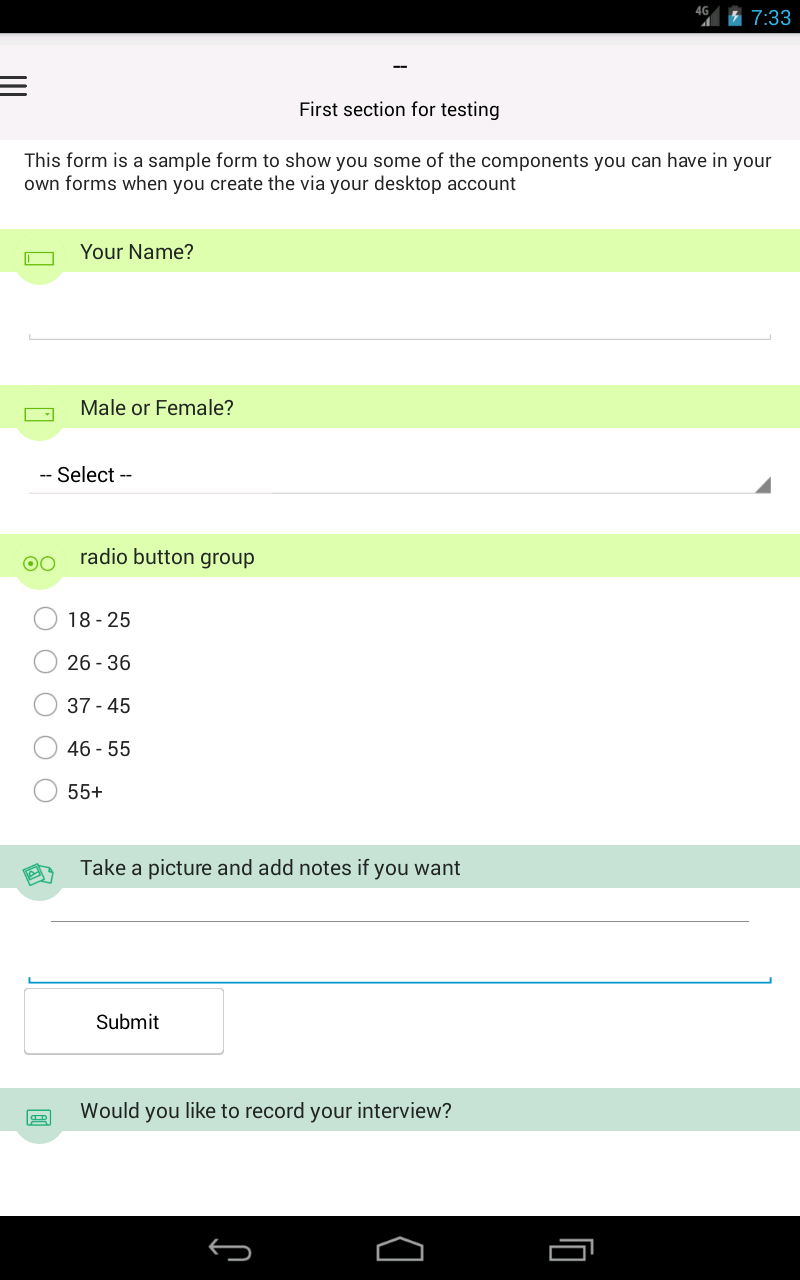 4G 7:33
--
First section for testing
This form is a sample form to show you some of the components you can have in your
own forms when you create the via your desktop account
Your Name?
Male or Female?
-- Select --
radio button group
18 - 25
26 - 36
37 - 45
46 - 55
55+
Take a picture and add notes if you want
Submit
Would you like to record your interview?